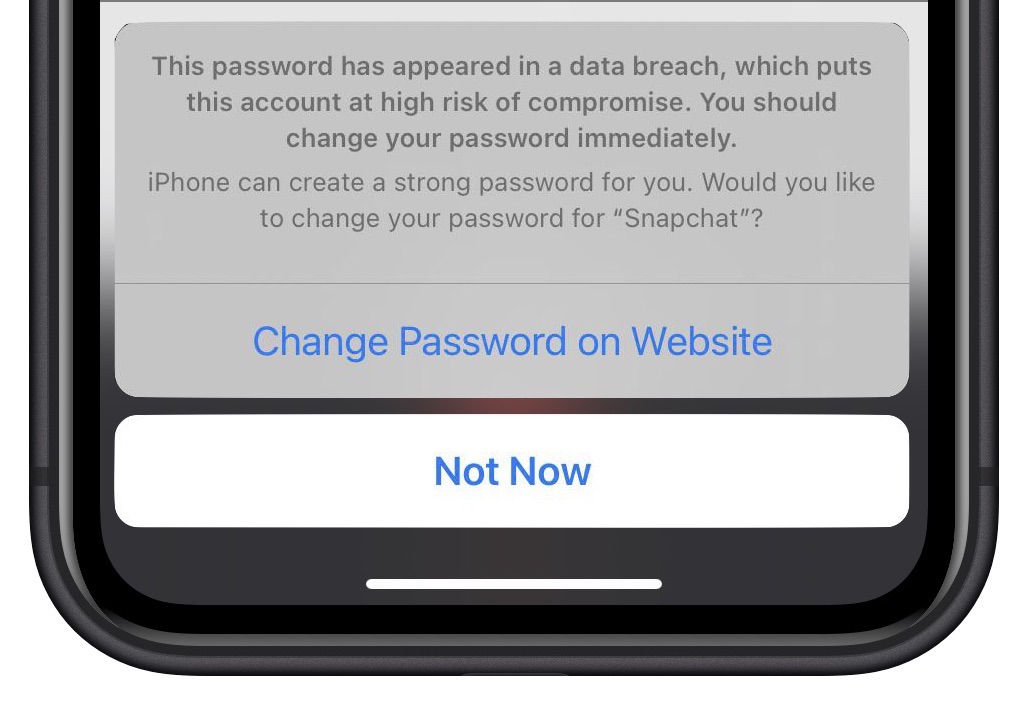 This password has appeared in a data breach, which puts
this account at high risk of compromise. You should
change your password immediately.
iPhone can create a strong password for you. Would you like
to change your password for “Snapchat”?
Change Password on Website
Not Now